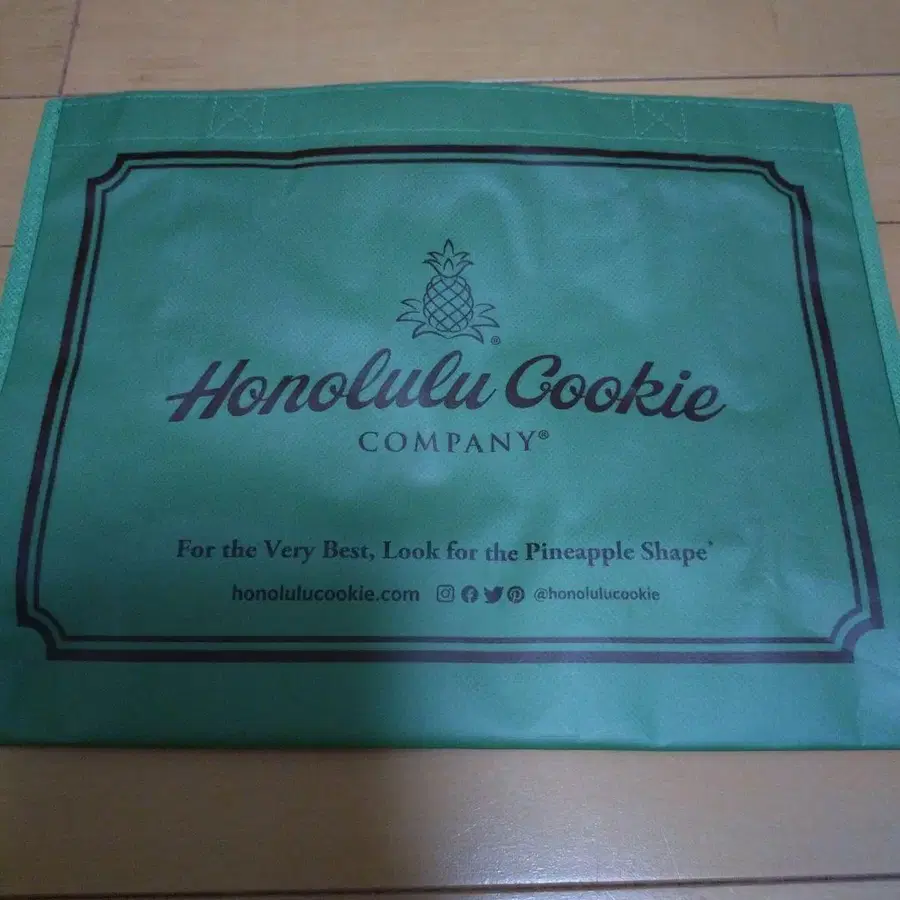 ®
Honolulu Cookie
COMPANY®
For the Very Best, Look for the Pineapple Shape
honolulucookie.com @honolulucookie